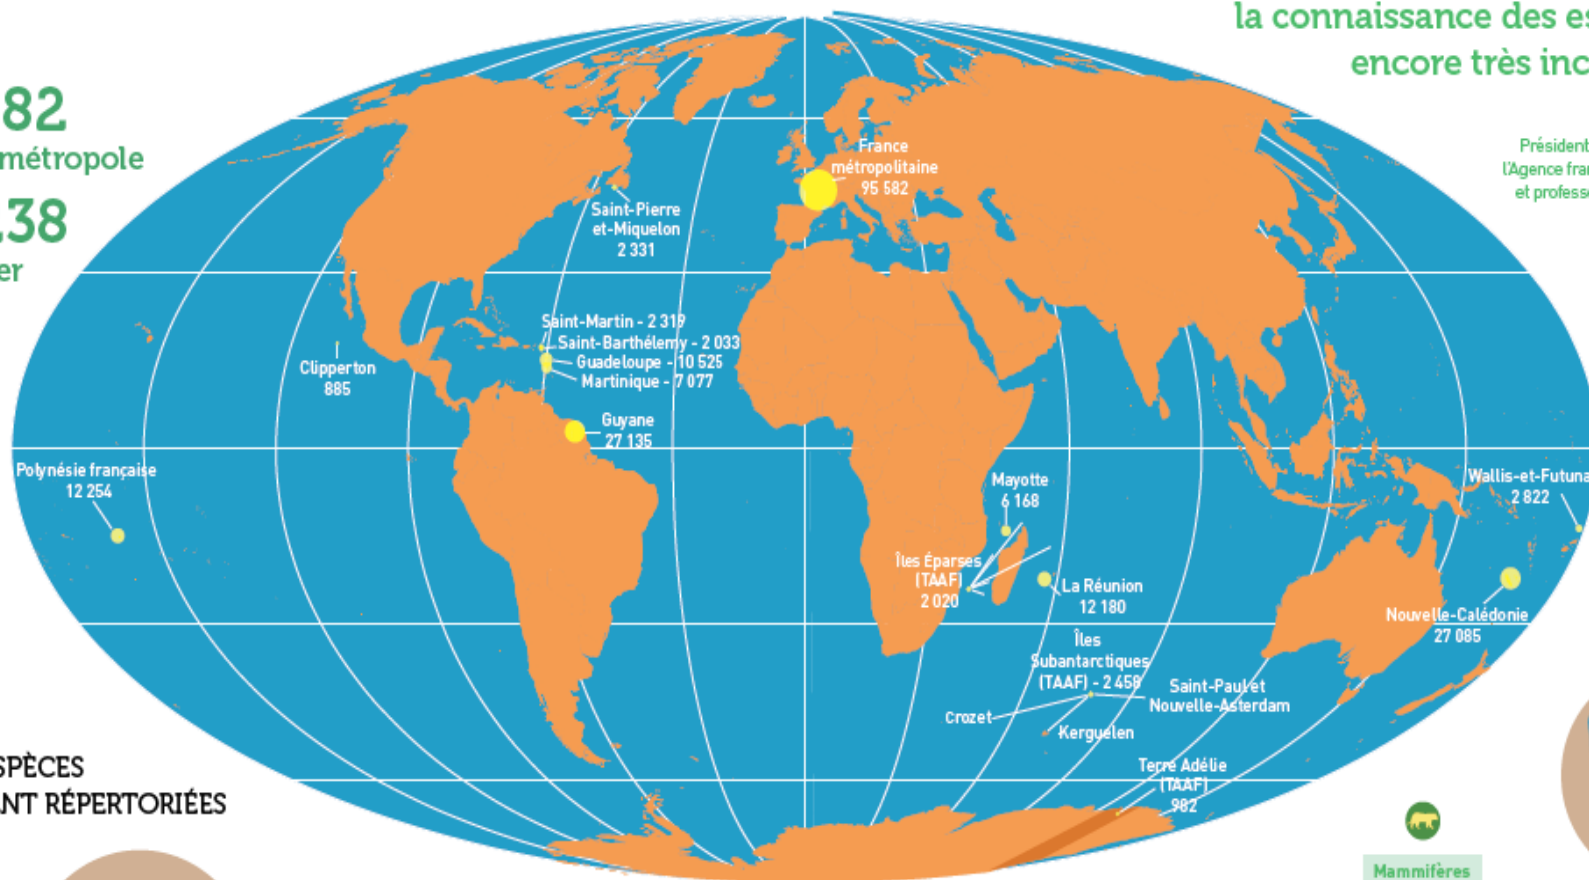 la connaissance des es
encore très inc
82
métropole
38
er
Président
l'Agence fran
et profess
France
métropolitaine
95 582
Saint-Pierre
et-Miquelon
2 331
Saint-Martin - 2 319
Saint-Barthélemy - 2 033
Guadeloupe - 10 525
Martinique - 7 077
Clipperton
885
Guyane
27 135
Polynésie française
12 254
Mayotte
6 168
Wallis-et-Futuna
2 822
Îles Éparses
(TAAF)
2 020
La Réunion
12 180
Nouvelle-Calédonie
27 085
Îles
Subantarctiques
(TAAF) - 2 458
Saint-Paul et
Nouvelle-Asterdam
Crozet
Kerguelen
Terre Adélie
(TAAF)
982
SPÈCES
NT RÉPERTORIÉES
Mammifères